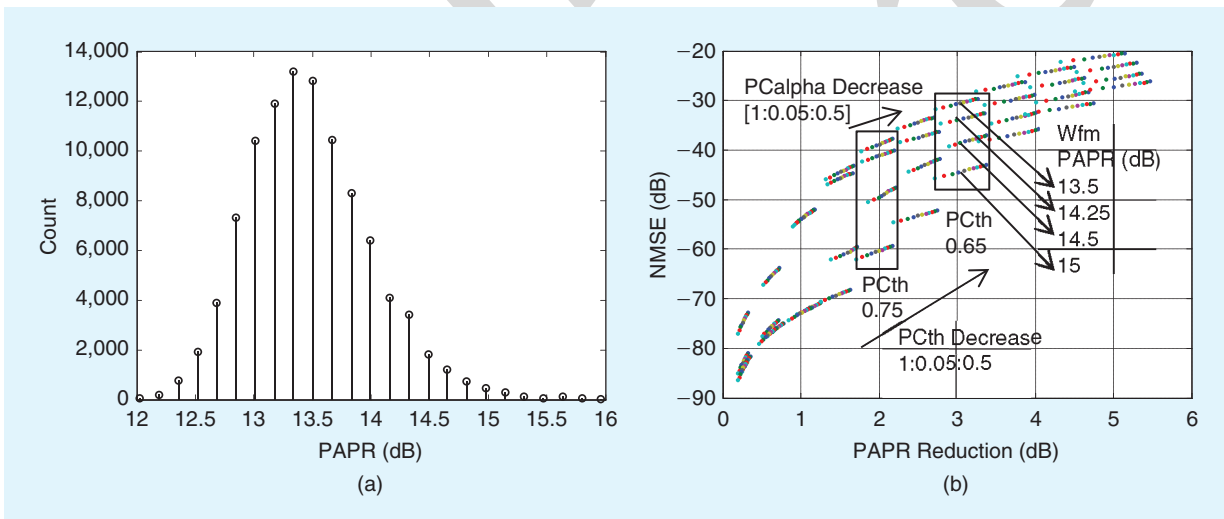 14,000
12,000
10,000
8,000
6,000
4,000
2,000
0
Count
12 12.5 13 13.5 14 14.5 15 15.5 16
PAPR (dB)
(a)
−20
−30
−40
−50
−60
−70
−80
−90
NMSE (dB)
PCalpha Decrease
[1:0.05:0.5]
Wfm
PAPR (dB)
13.5
14.25
14.5
15
PCth
0.65
PCth
0.75
PCth Decrease
1:0.05:0.5
0 1 2 3 4 5 6
PAPR Reduction (dB)
(b)